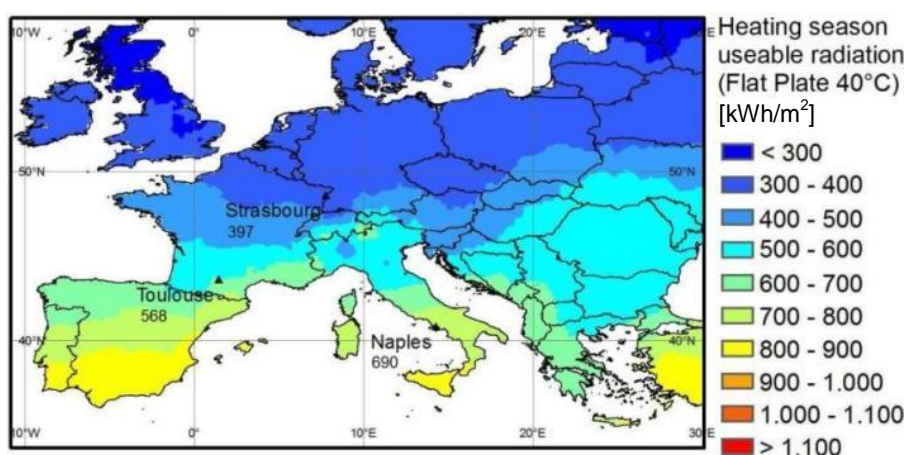 10°W 0° 10°E 20°E 30°E
Heating season
useable radiation
(Flat Plate 40°C)
[kWh/m²]
50°N
50°N
< 300
300 - 400
400 - 500
500 - 600
600 - 700
700 - 800
800 - 900
900 - 1.000
1.000 - 1.100
> 1.100
Strasbourg
397
Toulouse
568
Naples
690
40°N
40°N
10°W 0° 10°E 20°E 30°E